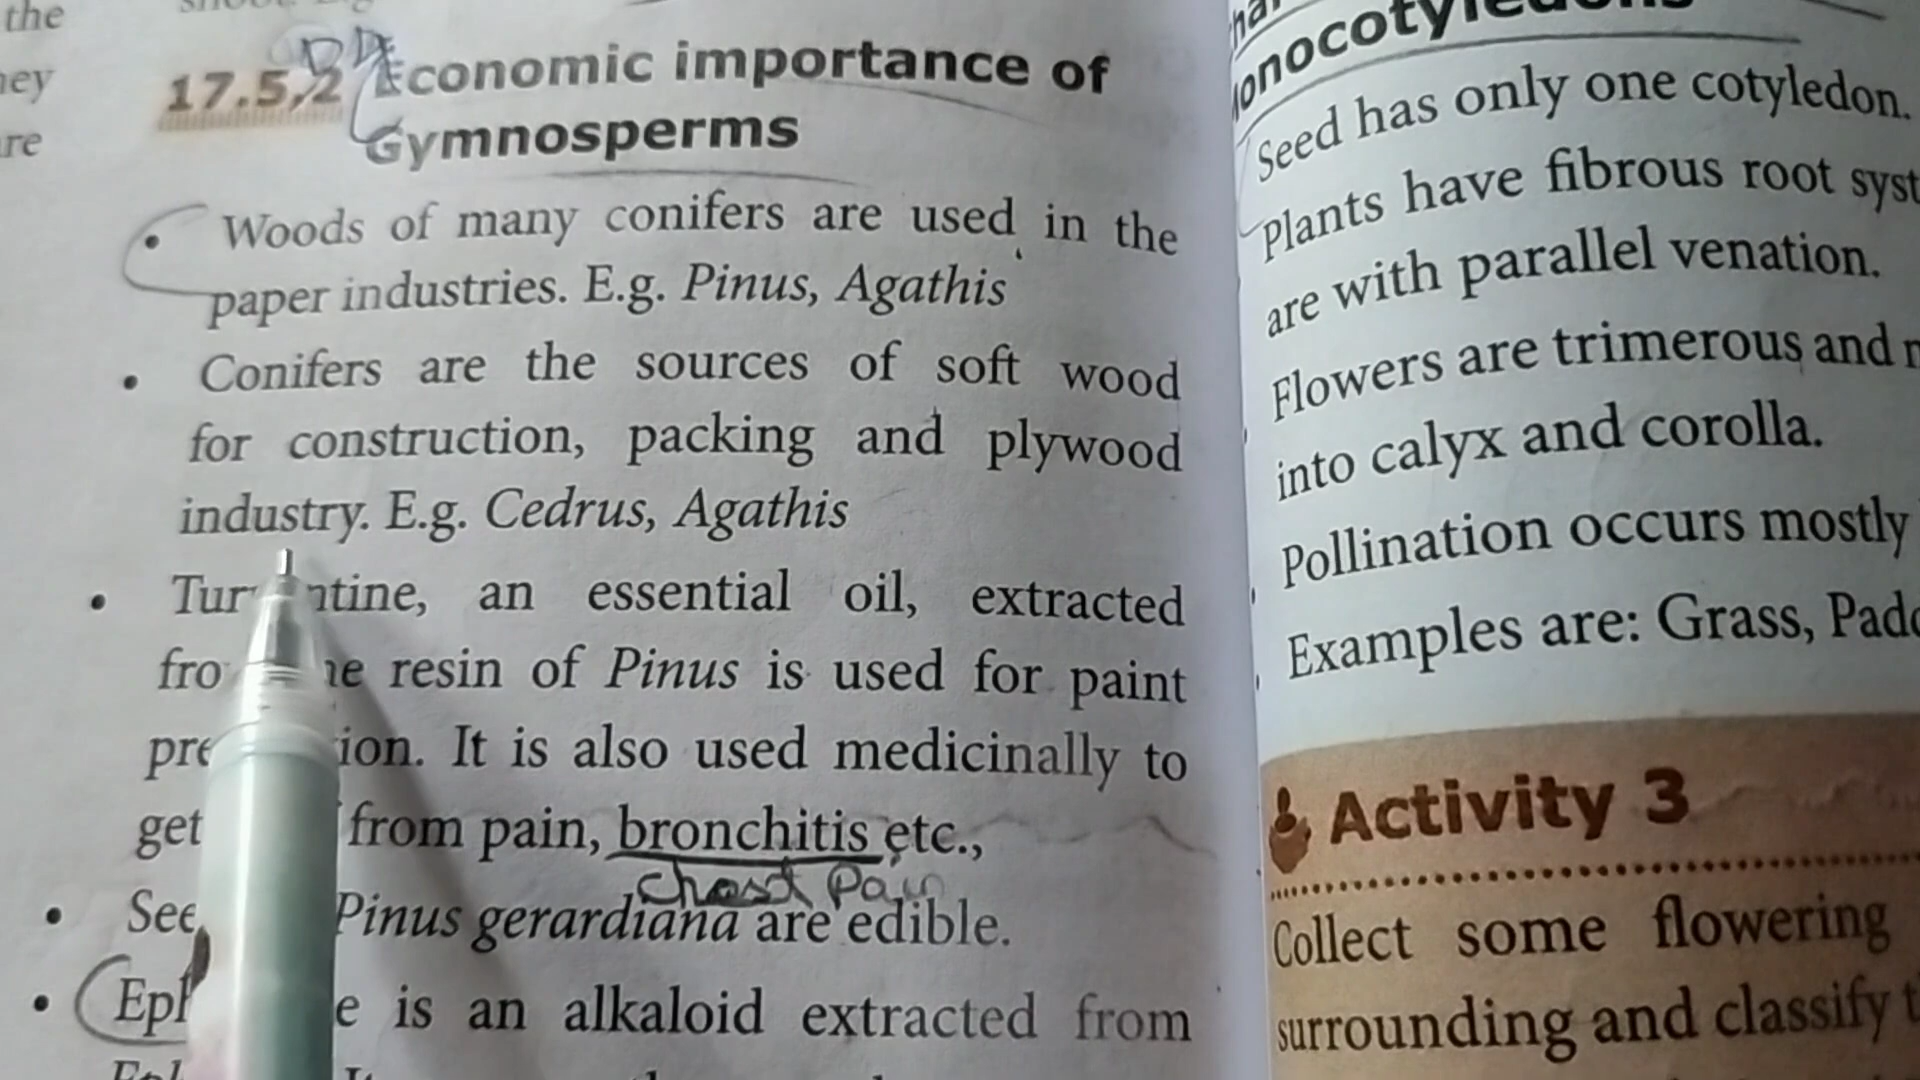 the
ney
re
17.5.2 Economic importance of
Gymnosperms
Woods of many conifers are used in the
paper industries. E.g. Pinus, Agathis
Conifers are the sources of soft wood
for construction, packing and plywood
industry. E.g. Cedrus, Agathis
Tur ntine, an essential oil, extracted
fro he resin of Pinus is used for paint
pre ion. It is also used medicinally to
get from pain, bronchitis etc.,
Chest Pain
See Pinus gerardiana are edible.
Eph e is an alkaloid extracted from
onocotyledons
Seed has only one cotyledon.
Plants have fibrous root syst
are with parallel venation.
Flowers are trimerous and
into calyx and corolla.
Pollination occurs mostly
Examples are: Grass, Padd
Activity 3
Collect some flowering
surrounding and classify t